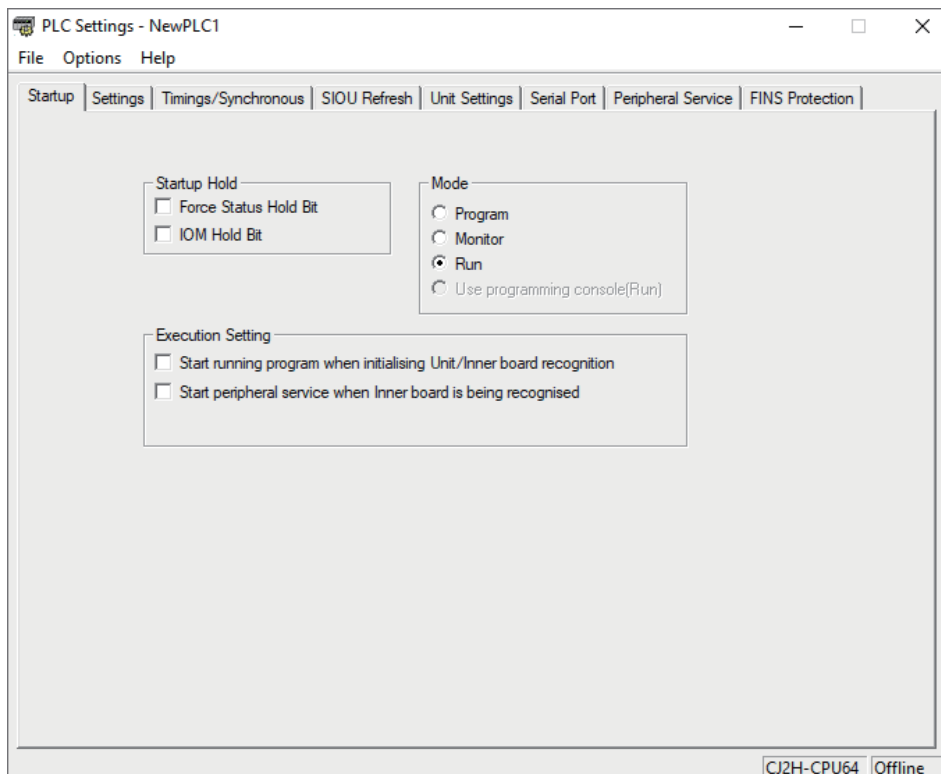 PLC Settings - NewPLC1
File Options Help
Startup Settings Timings/Synchronous SIOU Refresh Unit Settings Serial Port Peripheral Service FINS Protection
Startup Hold
Force Status Hold Bit
IOM Hold Bit
Mode
Program
Monitor
Run
Use programming console(Run)
Execution Setting
Start running program when initialising Unit/Inner board recognition
Start peripheral service when Inner board is being recognised
CJ2H-CPU64 Offline